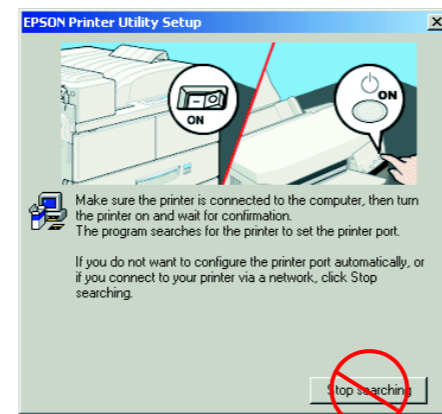 EPSON Printer Utility Setup
ON
ON
Make sure the printer is connected to the computer, then turn
the printer on and wait for confirmation.
The program searches for the printer to set the printer port.
If you do not want to configure the printer port automatically, or
if you connect to your printer via a network, click Stop
searching.
Stop searching